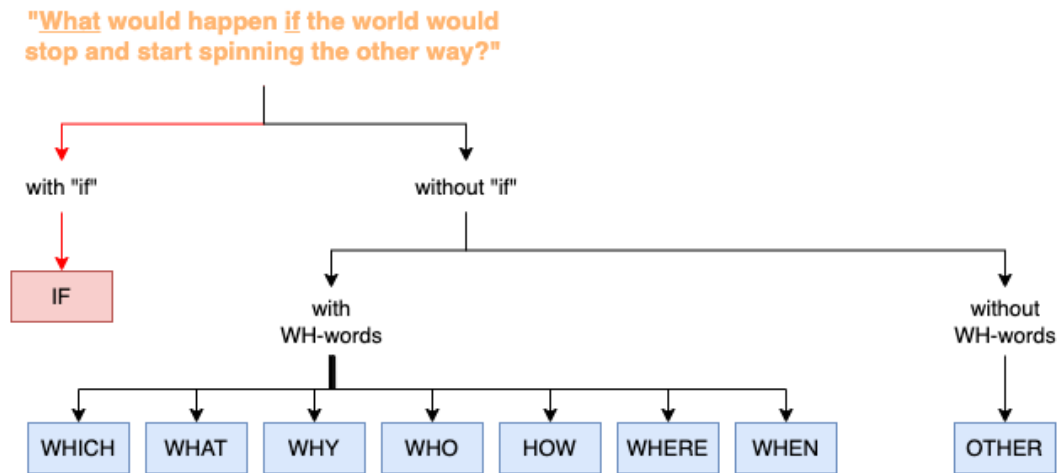 "What would happen if the world would
stop and start spinning the other way?"
with "if"
without "if"
IF
with
WH-words
without
WH-words
WHICH
WHAT
WHY
WHO
HOW
WHERE
WHEN
OTHER